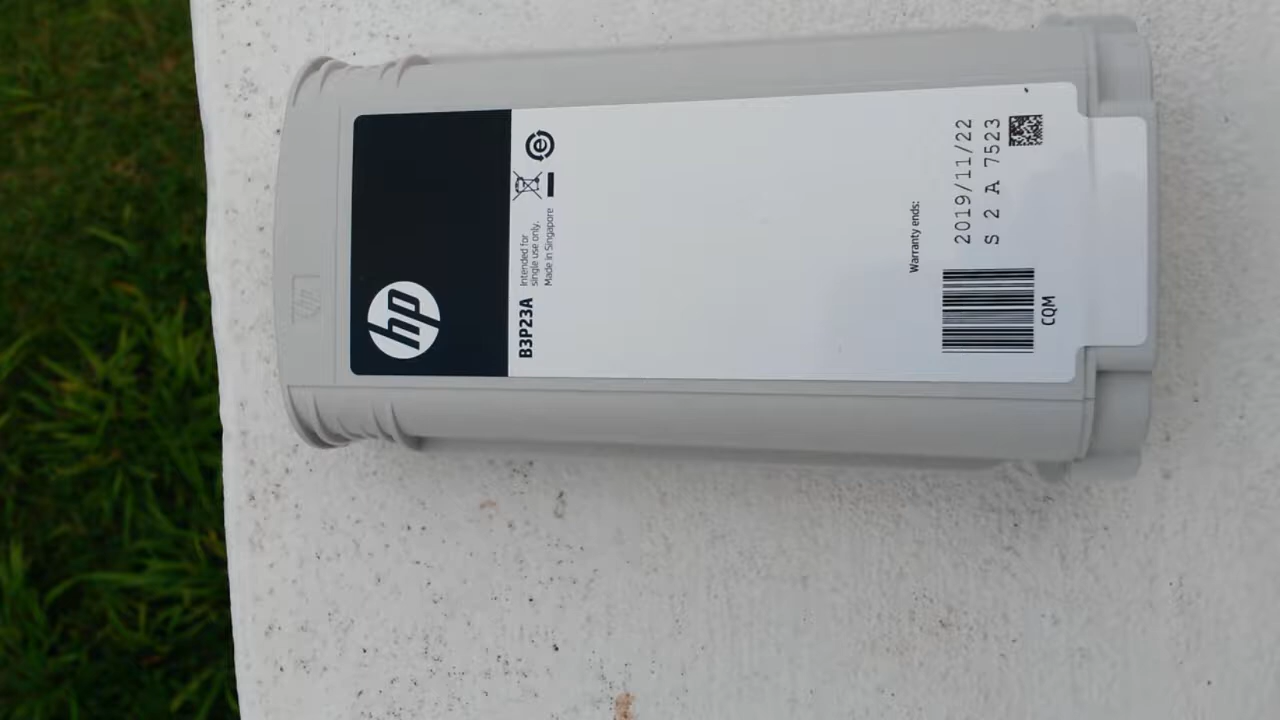 hp
B3P23A
Intended for
single use only.
Made in Singapore
Warranty ends:
2019/11/22
S 2 A 7523
CQM